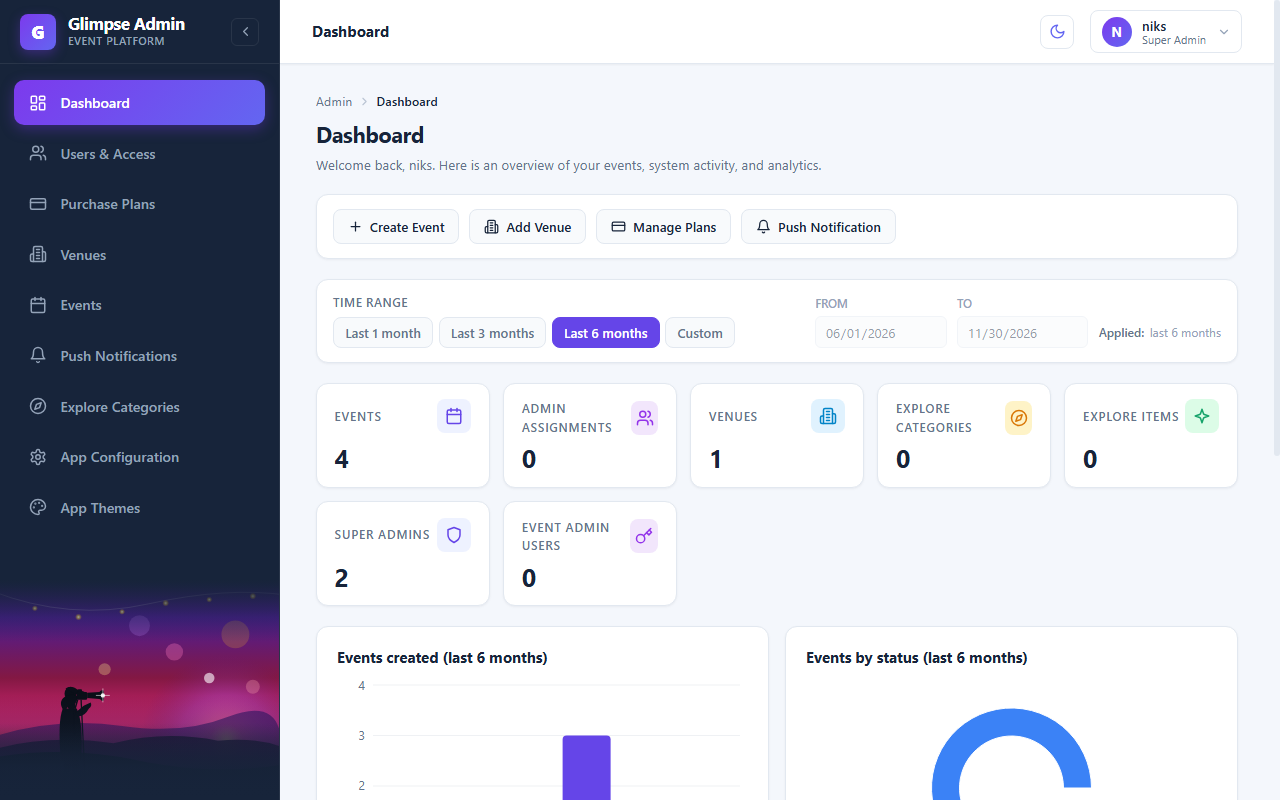 G
Glimpse Admin
EVENT PLATFORM
Dashboard
Users & Access
Purchase Plans
Venues
Events
Push Notifications
Explore Categories
App Configuration
App Themes
Dashboard
N
niks
Super Admin
Admin > Dashboard
Dashboard
Welcome back, niks. Here is an overview of your events, system activity, and analytics.
+ Create Event
Add Venue
Manage Plans
Push Notification
TIME RANGE
Last 1 month
Last 3 months
Last 6 months
Custom
FROM
06/01/2026
TO
11/30/2026
Applied: last 6 months
EVENTS
4
ADMIN
ASSIGNMENTS
0
VENUES
1
EXPLORE
CATEGORIES
0
EXPLORE ITEMS
0
SUPER ADMINS
2
EVENT ADMIN
USERS
0
Events created (last 6 months)
4
3
2
Events by status (last 6 months)